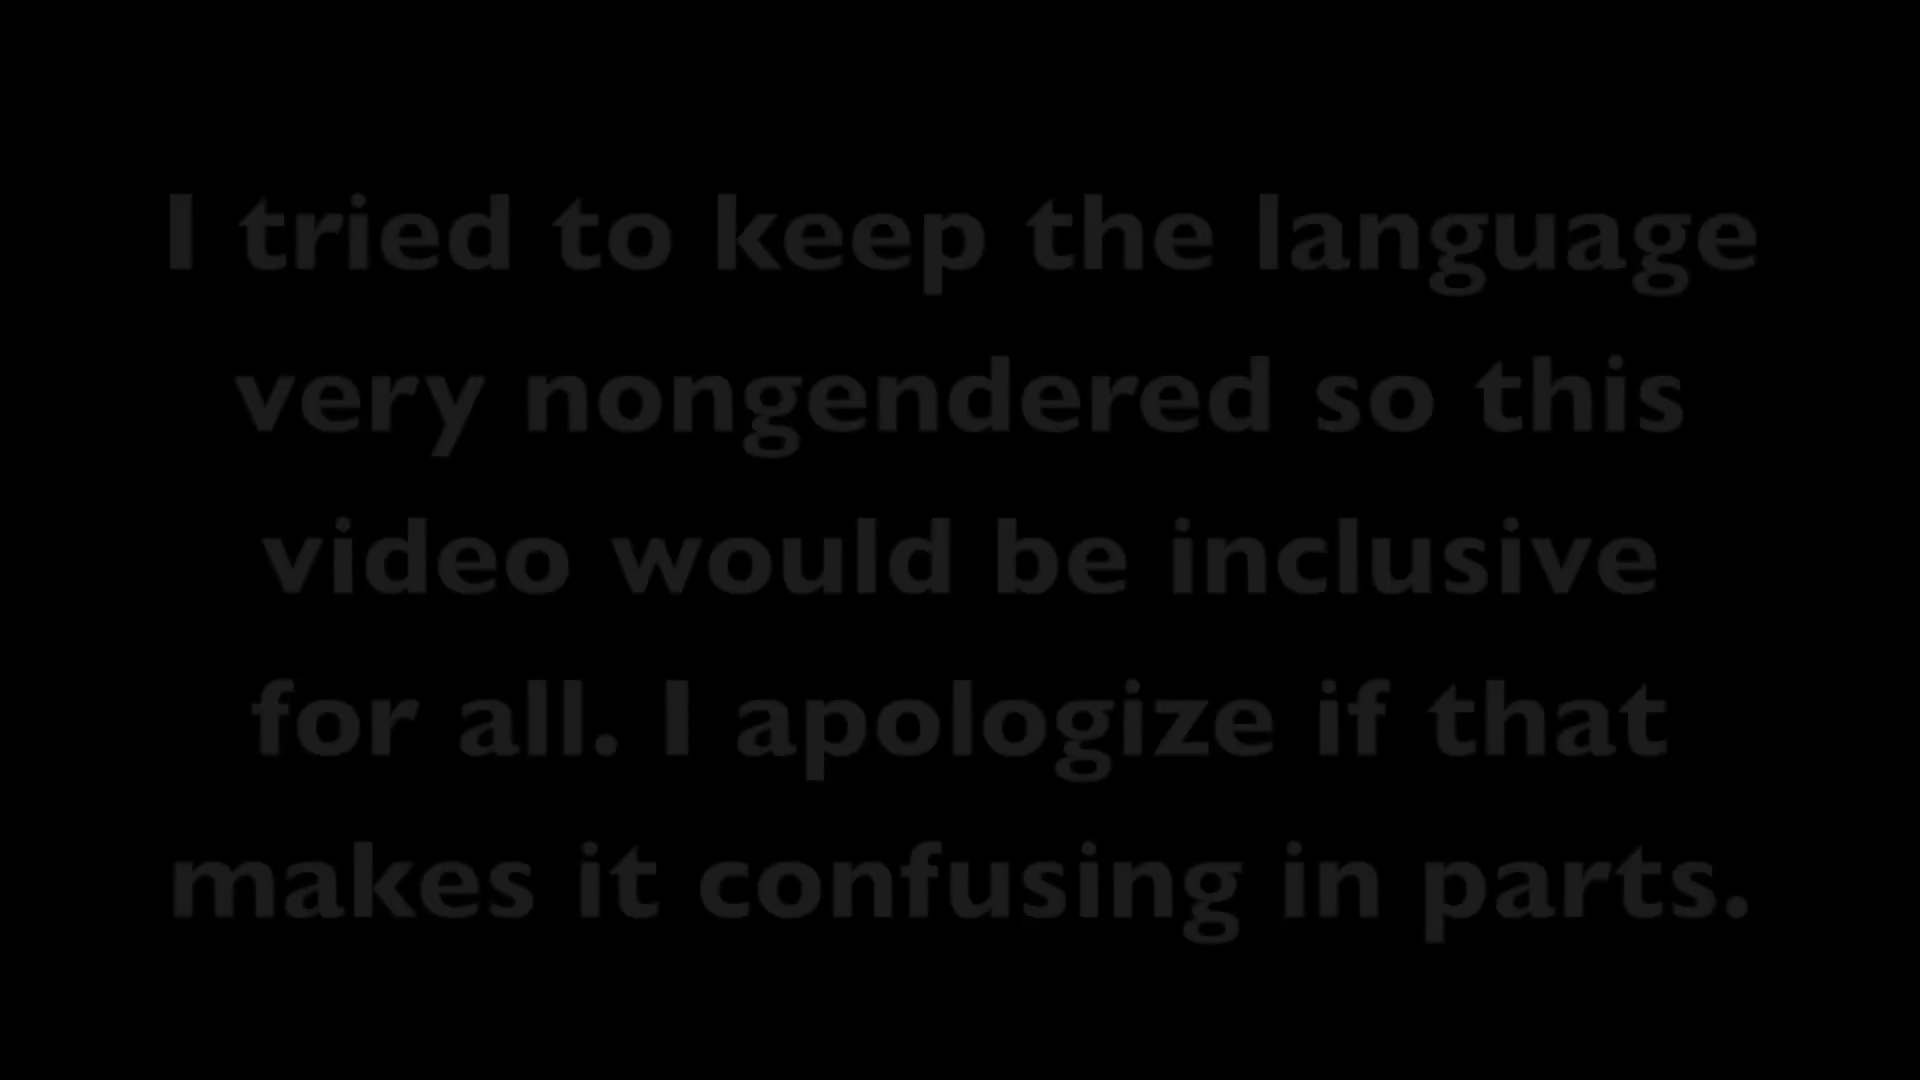 I tried to keep the language
very nongendered so this
video would be inclusive
for all. I apologize if that
makes it confusing in parts.